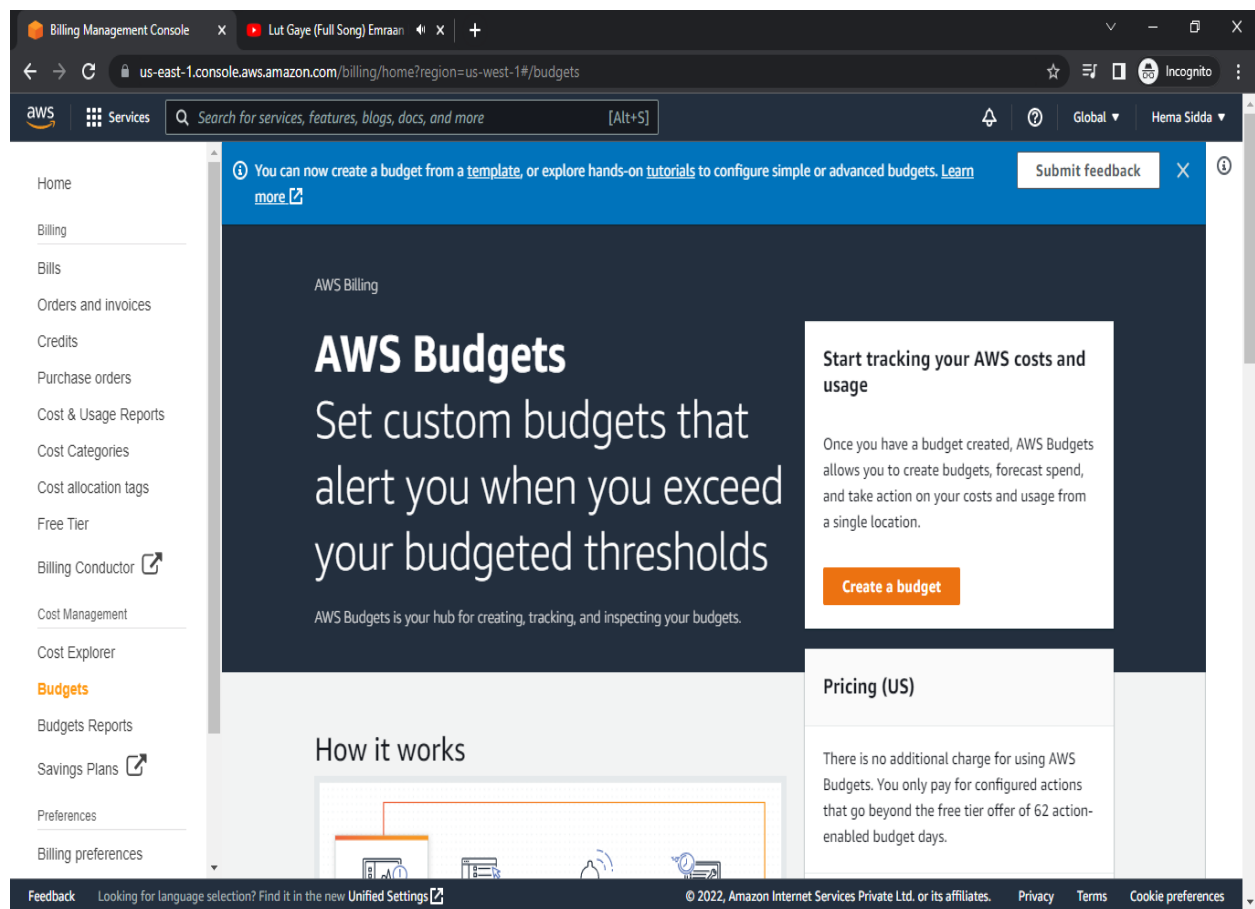 Billing Management Console
Lut Gaye (Full Song) Emraan
us-east-1.console.aws.amazon.com/billing/home?region=us-west-1#/budgets
Incognito
aws
Services
Search for services, features, blogs, docs, and more
[Alt+S]
Global
Hema Sidda
You can now create a budget from a template, or explore hands-on tutorials to configure simple or advanced budgets. Learn
more
Submit feedback
Home
Billing
Bills
Orders and invoices
Credits
Purchase orders
Cost & Usage Reports
Cost Categories
Cost allocation tags
Free Tier
Billing Conductor
Cost Management
Cost Explorer
Budgets
Budgets Reports
Savings Plans
Preferences
Billing preferences
AWS Billing
AWS Budgets
Set custom budgets that
alert you when you exceed
your budgeted thresholds
AWS Budgets is your hub for creating, tracking, and inspecting your budgets.
Start tracking your AWS costs and
usage
Once you have a budget created, AWS Budgets
allows you to create budgets, forecast spend,
and take action on your costs and usage from
a single location.
Create a budget
Pricing (US)
There is no additional charge for using AWS
Budgets. You only pay for configured actions
that go beyond the free tier offer of 62 action-
enabled budget days.
How it works
Feedback
Looking for language selection? Find it in the new Unified Settings
© 2022, Amazon Internet Services Private Ltd. or its affiliates.
Privacy
Terms
Cookie preferences